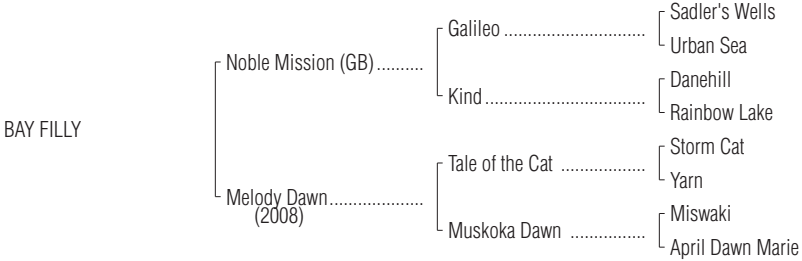 Sadler's Wells
Galileo ..............................
Urban Sea
Noble Mission (GB)..........
Danehill
Kind..................................
Rainbow Lake
BAY FILLY
Storm Cat
Tale of the Cat ..................
Yarn
Melody Dawn....................
(2008)
Miswaki
Muskoka Dawn ................
April Dawn Marie